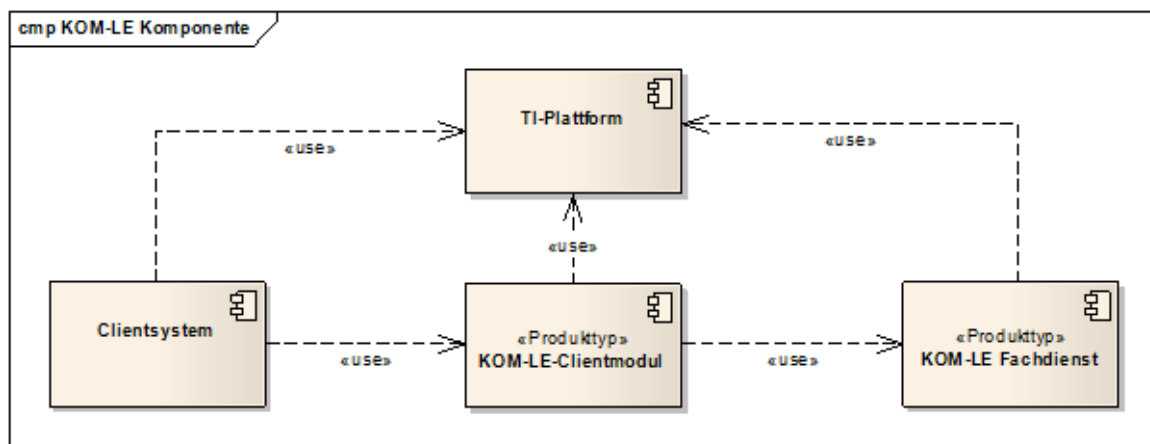 cmp KOM-LE Komponente
TI-Plattform
«use»
«use»
«use»
Clientsystem
«Produkttyp»
KOM-LE-Clientmodul
«Produkttyp»
KOM-LE Fachdienst
«use»
«use»